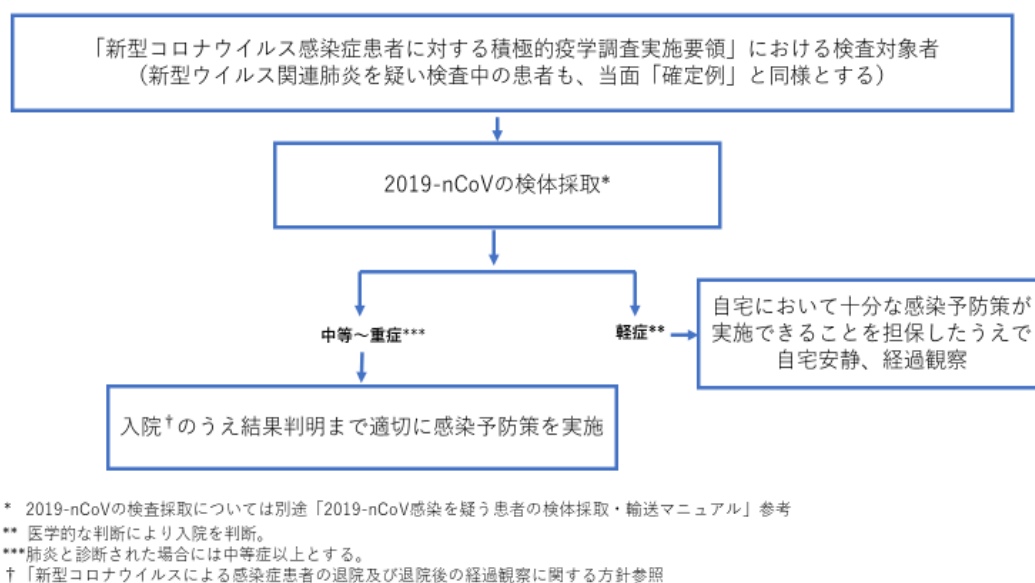 「新型コロナウイルス感染症患者に対する積極的疫学調査実施要領」における検査対象者
（新型ウイルス関連肺炎を疑い検査中の患者も、当面「確定例」と同様とする）
2019-nCoVの検体採取*
中等～重症***
軽症**
自宅において十分な感染予防策が
実施できることを担保したうえで
自宅安静、経過観察
入院†のうえ結果判明まで適切に感染予防策を実施
* 2019-nCoVの検査採取については別途「2019-nCoV感染を疑う患者の検体採取・輸送マニュアル」参考
** 医学的な判断により入院を判断。
***肺炎と診断された場合には中等症以上とする。
†「新型コロナウイルスによる感染症患者の退院及び退院後の経過観察に関する方針参照